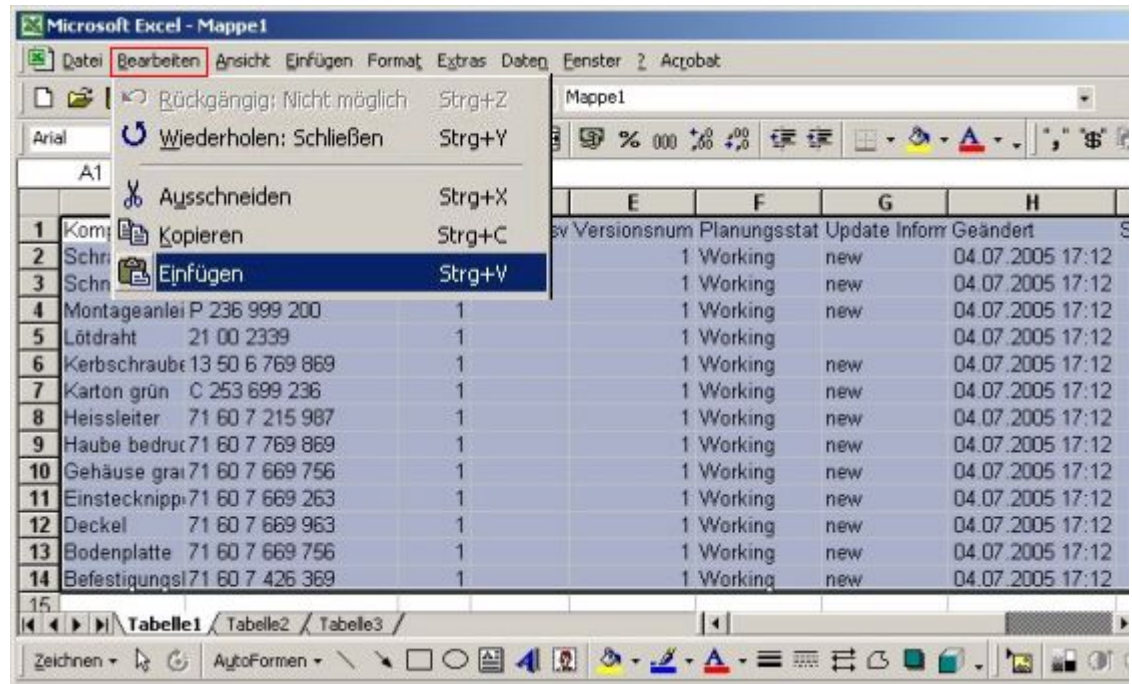 Microsoft Excel - Mappe1
Datei Bearbeiten Ansicht Einfügen Format Extras Daten Fenster ? Acrobat
Rückgängig: Nicht möglich Strg+Z
Mappe1
Arial
Wiederholen: Schließen Strg+Y
% 000
A1
Ausschneiden Strg+X
E F G H
1 Versionsnum Planungsstat Update Inform Geändert
Kopieren Strg+C
2 1 Working new 04.07.2005 17:12
Einfügen Strg+V
3 1 Working new 04.07.2005 17:12
4 Montageanlei P 236 999 200 1 1 Working new 04.07.2005 17:12
5 Lötdraht 21 00 2339 1 1 Working 04.07.2005 17:12
6 Kerbschraube 13 50 6 769 869 1 1 Working new 04.07.2005 17:12
7 Karton grün C 253 699 236 1 1 Working new 04.07.2005 17:12
8 Heissleiter 71 60 7 215 987 1 1 Working new 04.07.2005 17:12
9 Haube bedruc 71 60 7 769 869 1 1 Working new 04.07.2005 17:12
10 Gehäuse grau 71 60 7 669 756 1 1 Working new 04.07.2005 17:12
11 Einstecknipp 71 60 7 669 263 1 1 Working new 04.07.2005 17:12
12 Deckel 71 60 7 669 963 1 1 Working new 04.07.2005 17:12
13 Bodenplatte 71 60 7 669 756 1 1 Working new 04.07.2005 17:12
14 Befestigungsl 71 60 7 426 369 1 1 Working new 04.07.2005 17:12
15
Tabelle1 Tabelle2 Tabelle3
Zeichnen AutoFormen